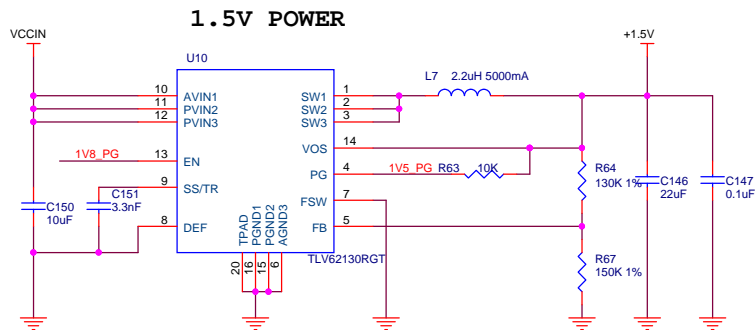 1.5V POWER
VCCIN
+1.5V
U10
L7 2.2uH 5000mA
10 AVIN1 SW1 1
11 PVIN2 SW2 2
12 PVIN3 SW3 3
VOS 14
1V8_PG 13 EN
PG 4 1V5_PG R63 10K
9 SS/TR
FSW 7
8 DEF FB 5
C150
10uF
C151
3.3nF
R64
130K 1%
C146
22uF
C147
0.1uF
TPAD PGND1 PGND2 AGND3
20 16 15 6
TLV62130RGT
R67
150K 1%